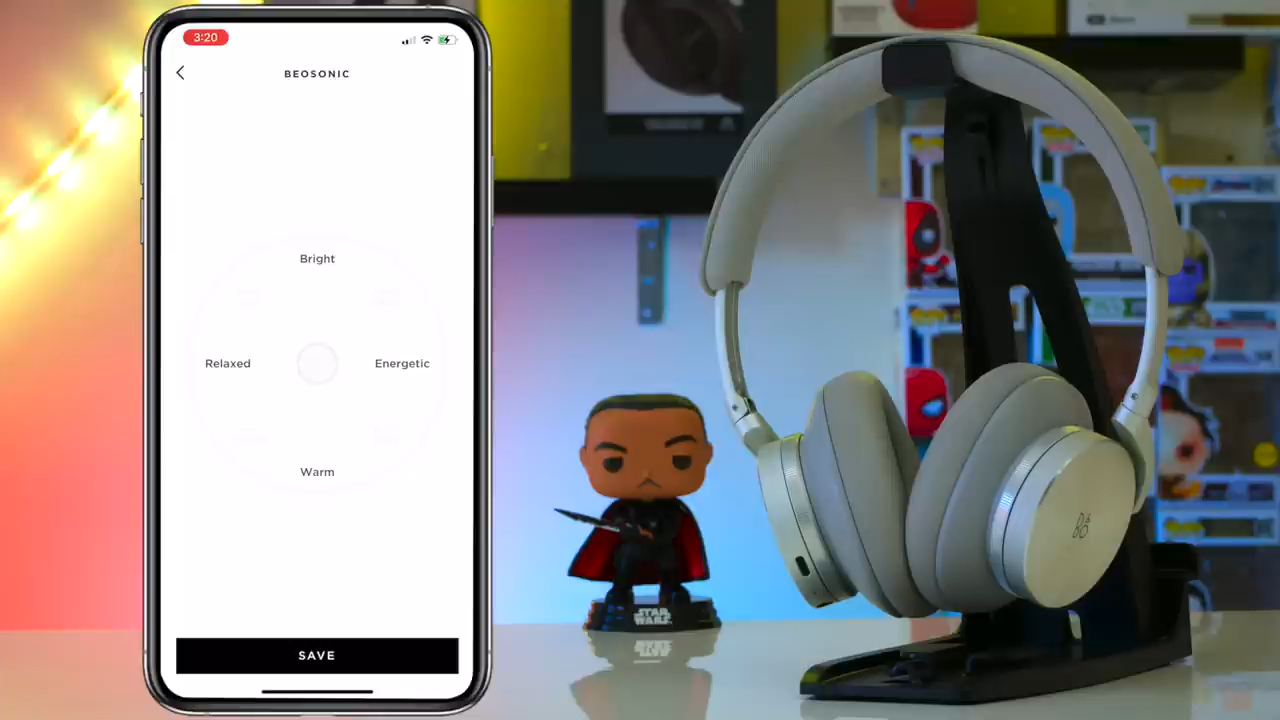 3:20
BEOSONIC
Bright
Relaxed
Energetic
Warm
SAVE
STAR
WARS
B&O